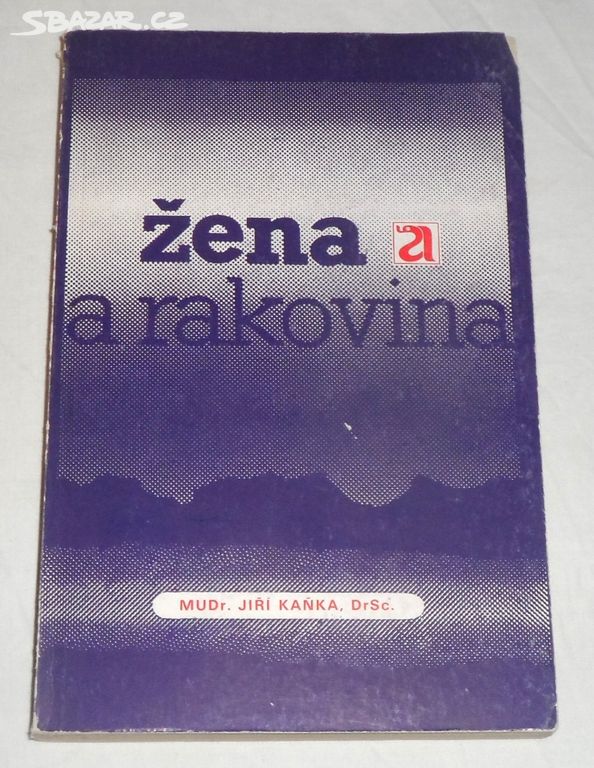 SBAZAR.CZ
žena
a rakovina
MUDr. JIŘÍ KAŇKA, DrSc.